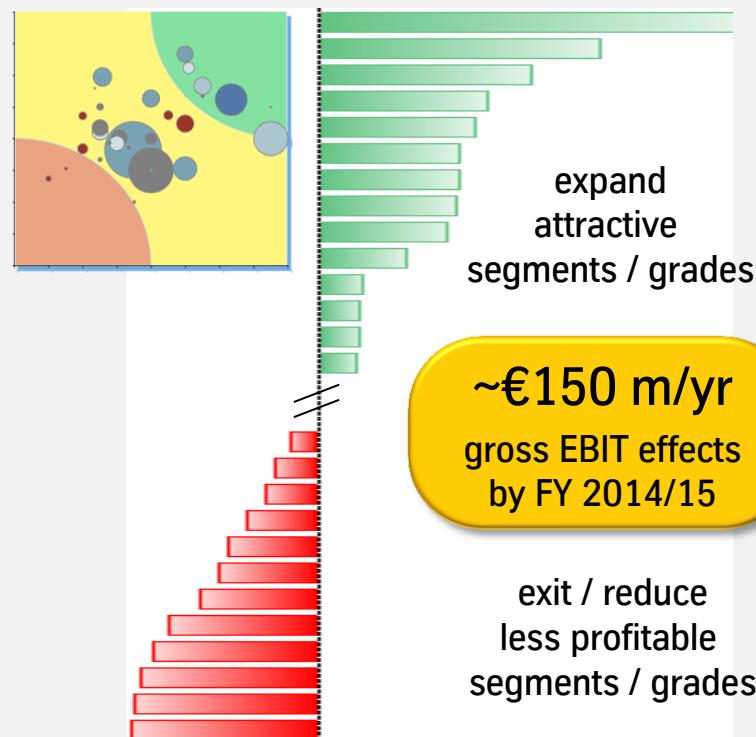 expand
attractive
segments / grades
~€150 m/yr
gross EBIT effects
by FY 2014/15
exit / reduce
less profitable
segments / grades